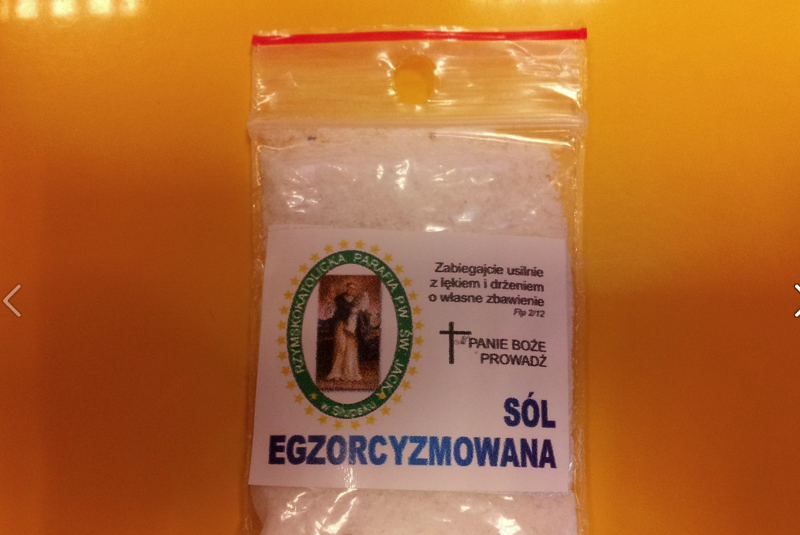 RZYMSKOKATOLICKA PARAFIA P.W. ŚW. JACKA
w Słupsku
Zabiegajcie usilnie
z lękiem i drżeniem
o własne zbawienie
Flp 2/12
PANIE BOŻE
PROWADŹ
SÓL
EGZORCYZMOWANA